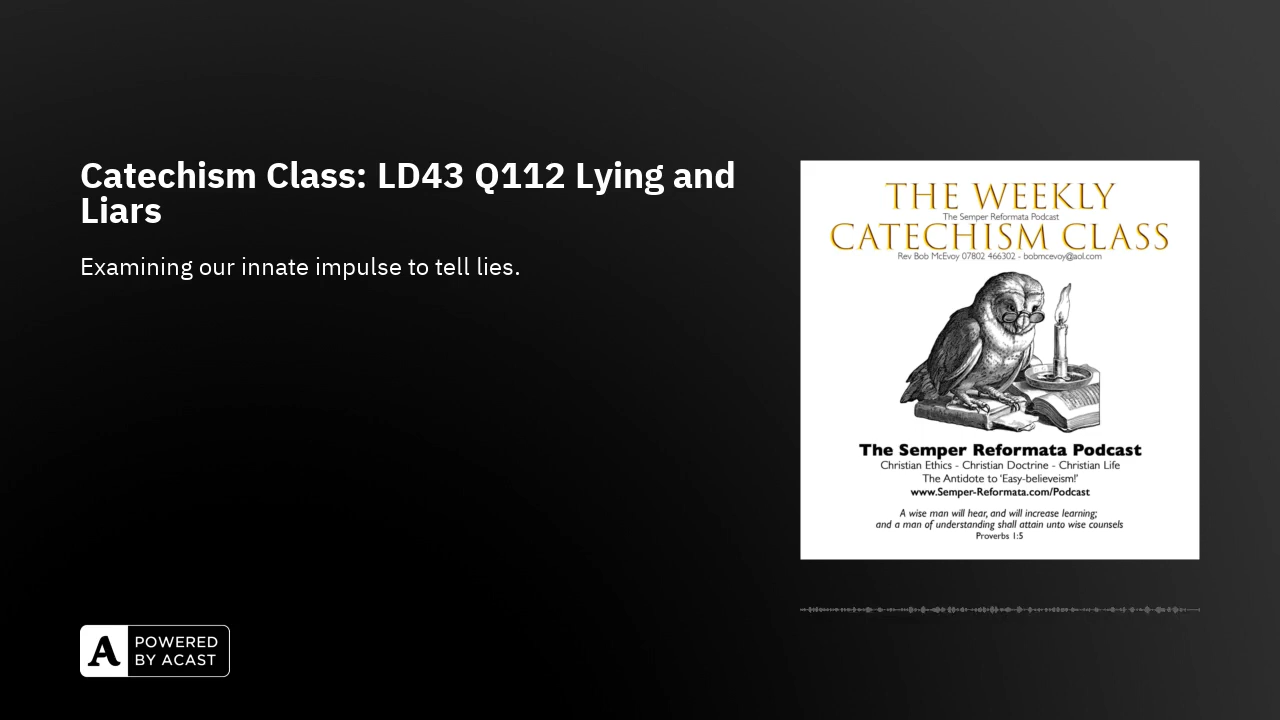 Catechism Class: LD43 Q112 Lying and
Liars
Examining our innate impulse to tell lies.
THE WEEKLY
The Semper Reformata Podcast
CATECHISM CLASS
Rev Bob McEvoy 07802 466302 - bobmcevoy@aol.com
The Semper Reformata Podcast
Christian Ethics - Christian Doctrine - Christian Life
The Antidote to 'Easy-believeism!'
www.Semper-Reformata.com/Podcast
A wise man will hear, and will increase learning;
and a man of understanding shall attain unto wise counsels
Proverbs 1:5
A
POWERED
BY ACAST